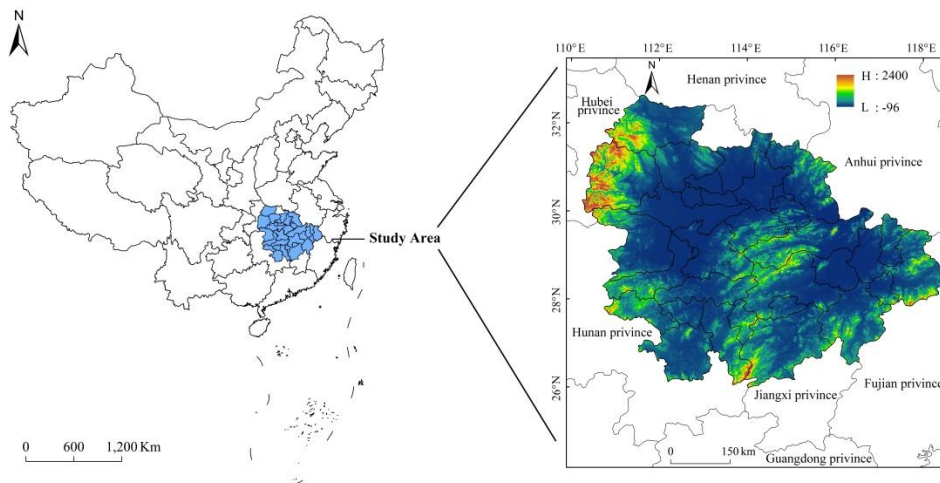 N
Study Area
0 600 1,200 Km
110°E 112°E 114°E 116°E 118°E
N
Henan privince
H : 2400
L : -96
Hubei
privince
Anhui privince
32°N
30°N
28°N
26°N
Hunan privince
Jiangxi privince
Fujian privince
0 150 km
Guangdong privince